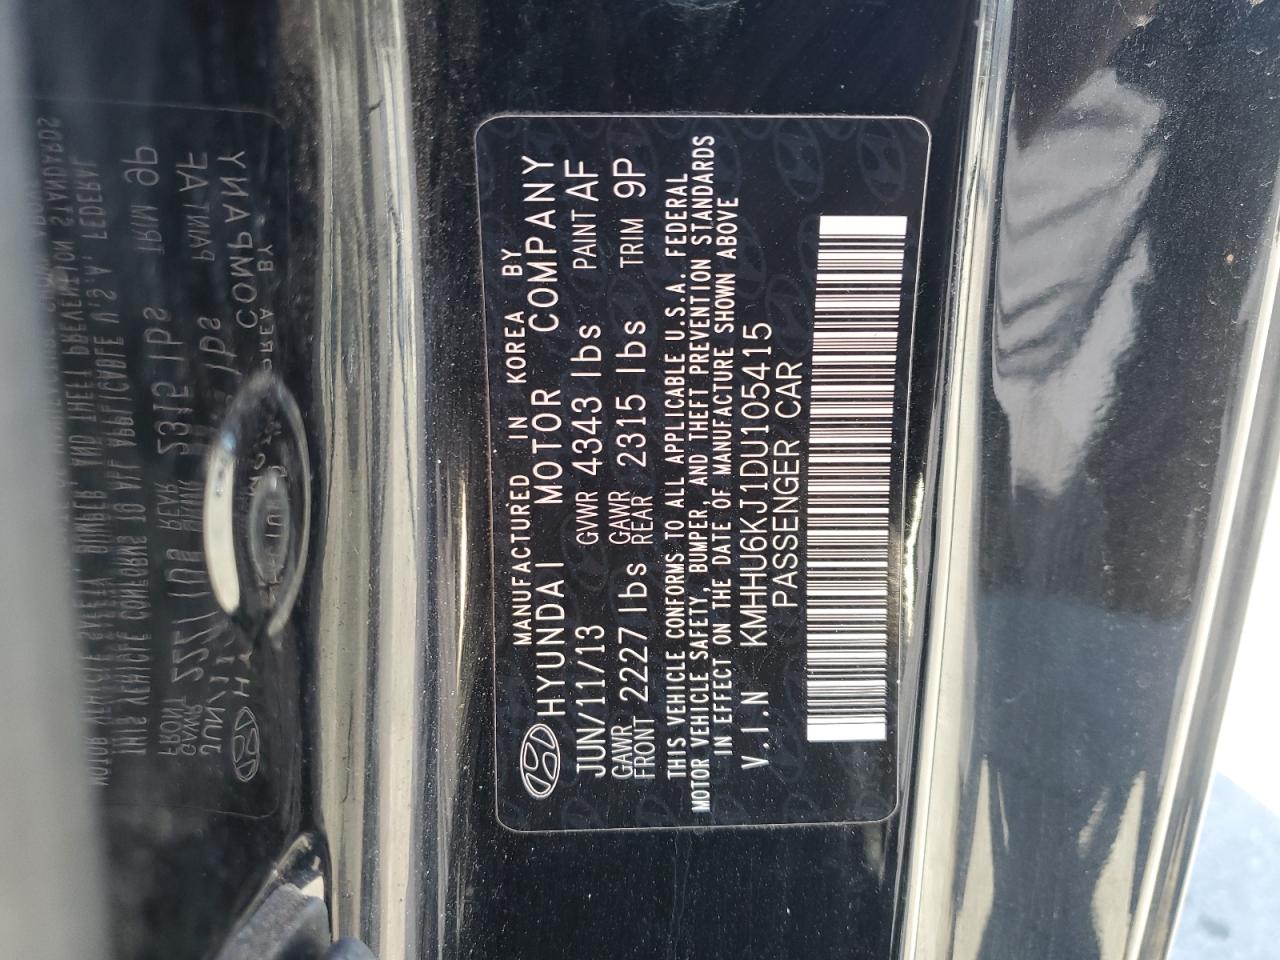 MANUFACTURED IN KOREA BY
HYUNDAI MOTOR COMPANY
JUN/11/13 GVWR 4343 lbs PAINT AF
GAWR FRONT 2227 lbs GAWR REAR 2315 lbs TRIM 9P
THIS VEHICLE CONFORMS TO ALL APPLICABLE U.S.A. FEDERAL
MOTOR VEHICLE SAFETY, BUMPER, AND THEFT PREVENTION STANDARDS
IN EFFECT ON THE DATE OF MANUFACTURE SHOWN ABOVE
V.I.N KMHHU6KJ1DU105415
PASSENGER CAR